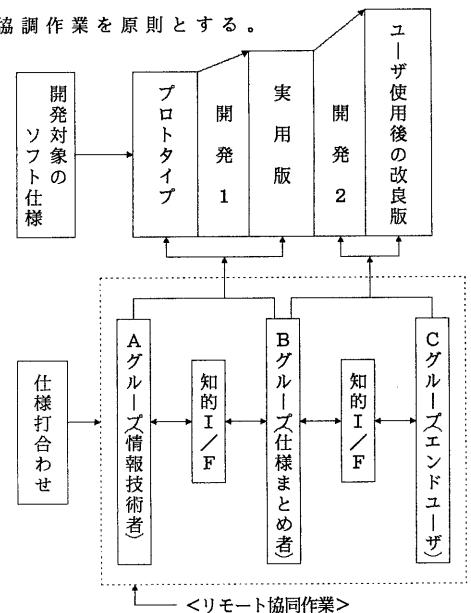 協調作業を原則とする。
開発対象の
ソフト仕様
プロトタイプ
開発1
実用版
開発2
ユーザ使用後の改良版
仕様打合わせ
Aグループ(情報技術者)
知的I/F
Bグループ(仕様まとめ者)
知的I/F
Cグループ(エンドユーザ)
<リモート協同作業>